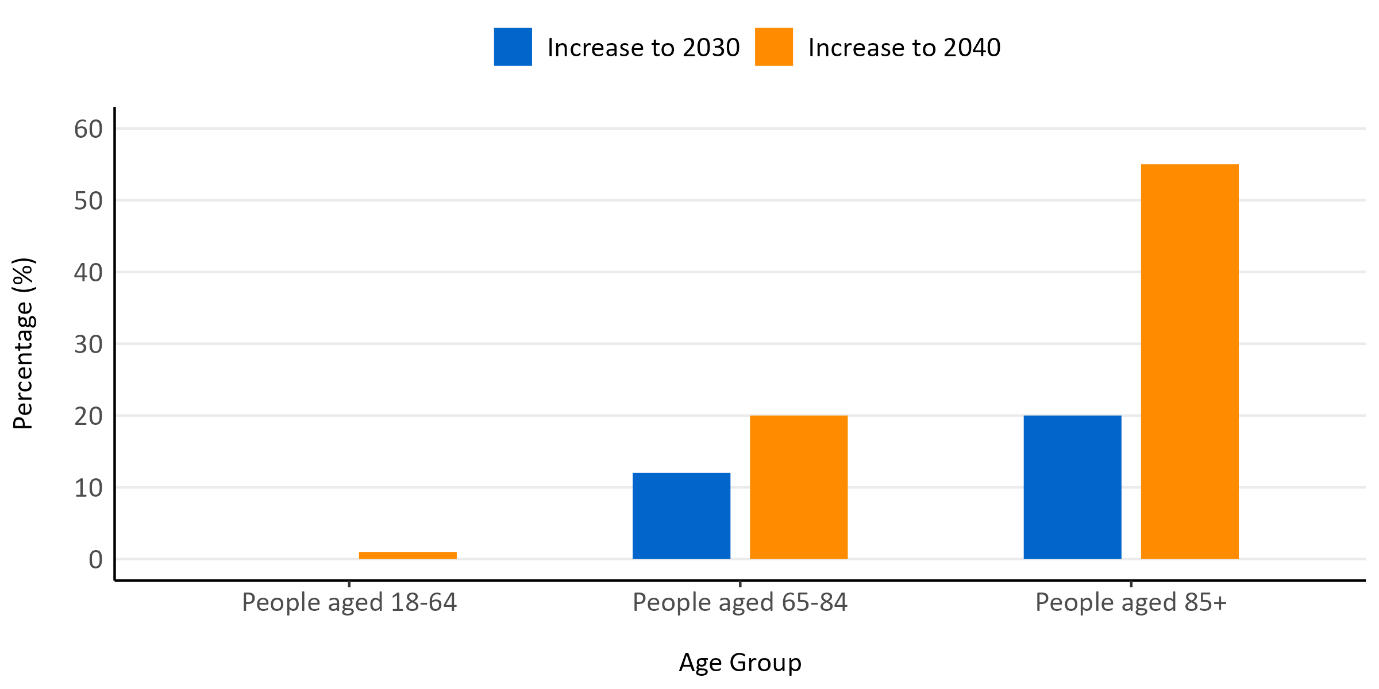 Increase to 2030 Increase to 2040
60
50
40
30
20
10
0
Percentage (%)
People aged 18-64 People aged 65-84 People aged 85+
Age Group